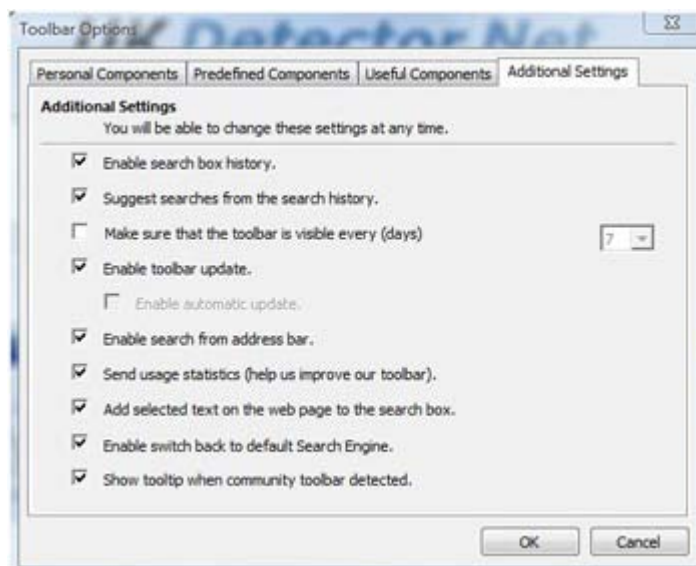 Toolbar Options
UK Detector Net
Personal Components
Predefined Components
Useful Components
Additional Settings
Additional Settings
You will be able to change these settings at any time.
Enable search box history.
Suggest searches from the search history.
Make sure that the toolbar is visible every (days)
7
Enable toolbar update.
Enable automatic update.
Enable search from address bar.
Send usage statistics (help us improve our toolbar).
Add selected text on the web page to the search box.
Enable switch back to default Search Engine.
Show tooltip when community toolbar detected.
OK
Cancel